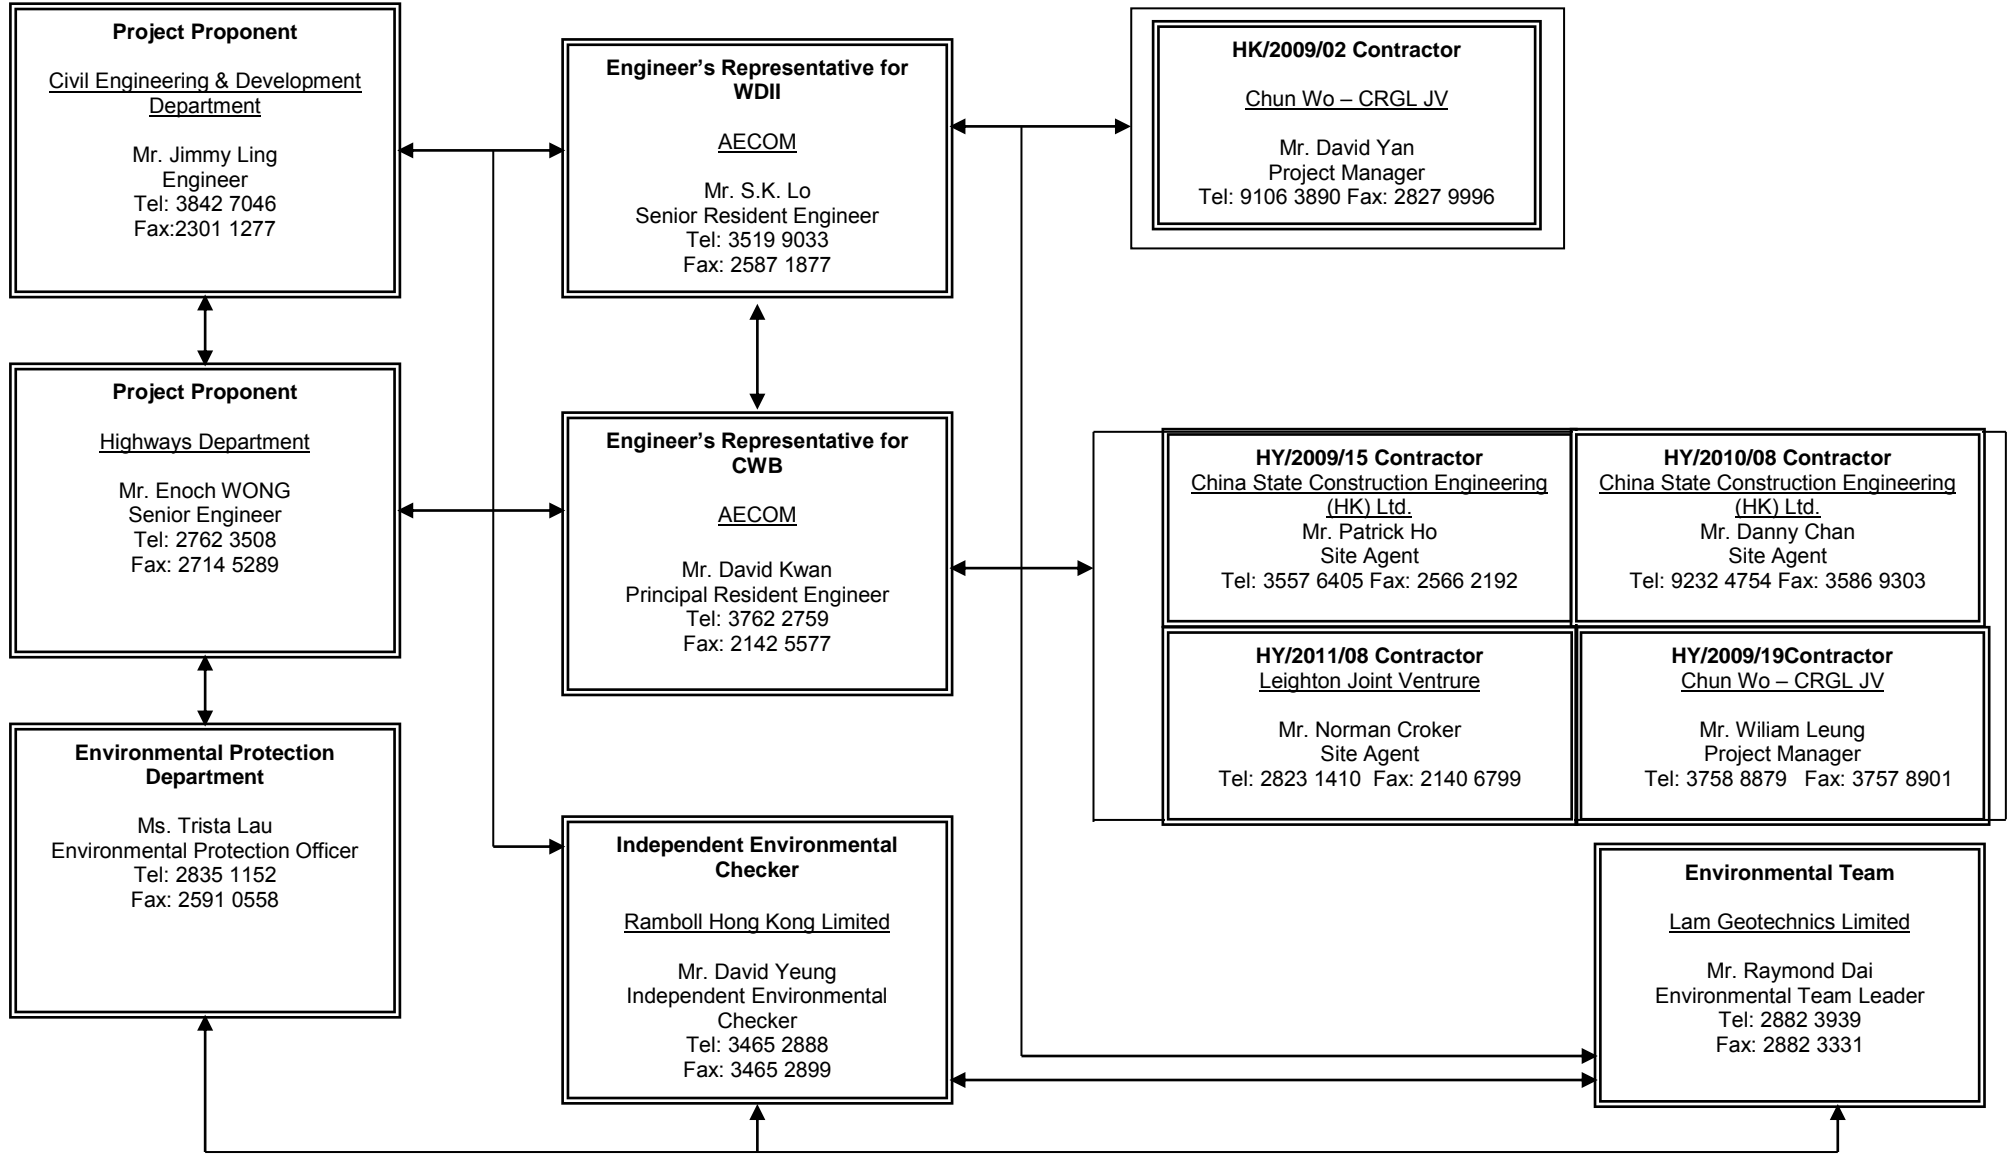 Project Proponent
Civil Engineering & Development
Department
Mr. Jimmy Ling
Engineer
Tel: 3842 7046
Fax:2301 1277
Engineer’s Representative for
WDII
AECOM
Mr. S.K. Lo
Senior Resident Engineer
Tel: 3519 9033
Fax: 2587 1877
HK/2009/02 Contractor
Chun Wo – CRGL JV
Mr. David Yan
Project Manager
Tel: 9106 3890 Fax: 2827 9996
Project Proponent
Highways Department
Mr. Enoch WONG
Senior Engineer
Tel: 2762 3508
Fax: 2714 5289
Engineer’s Representative for
CWB
AECOM
Mr. David Kwan
Principal Resident Engineer
Tel: 3762 2759
Fax: 2142 5577
HY/2009/15 Contractor
China State Construction Engineering
(HK) Ltd.
Mr. Patrick Ho
Site Agent
Tel: 3557 6405 Fax: 2566 2192
HY/2010/08 Contractor
China State Construction Engineering
(HK) Ltd.
Mr. Danny Chan
Site Agent
Tel: 9232 4754 Fax: 3586 9303
HY/2011/08 Contractor
Leighton Joint Ventrure
Mr. Norman Croker
Site Agent
Tel: 2823 1410  Fax: 2140 6799
HY/2009/19Contractor
Chun Wo – CRGL JV
Mr. Wiliam Leung
Project Manager
Tel: 3758 8879   Fax: 3757 8901
Environmental Protection
Department
Ms. Trista Lau
Environmental Protection Officer
Tel: 2835 1152
Fax: 2591 0558
Independent Environmental
Checker
Ramboll Hong Kong Limited
Mr. David Yeung
Independent Environmental
Checker
Tel: 3465 2888
Fax: 3465 2899
Environmental Team
Lam Geotechnics Limited
Mr. Raymond Dai
Environmental Team Leader
Tel: 2882 3939
Fax: 2882 3331